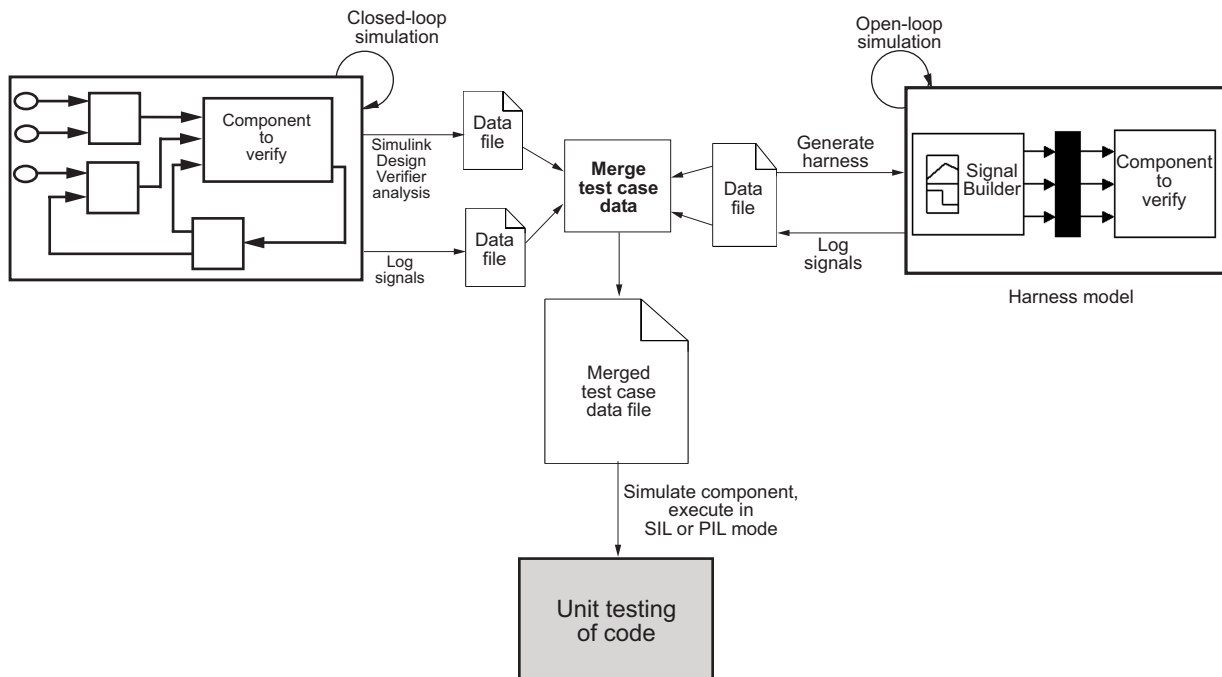 Closed-loop
simulation
Open-loop
simulation
Component
to
verify
Simulink
Design
Verifier
analysis
Data
file
Log
signals
Data
file
Merge
test case
data
Data
file
Generate
harness
Log
signals
Signal
Builder
Component
to
verify
Harness model
Merged
test case
data file
Simulate component,
execute in
SIL or PIL mode
Unit testing
of code